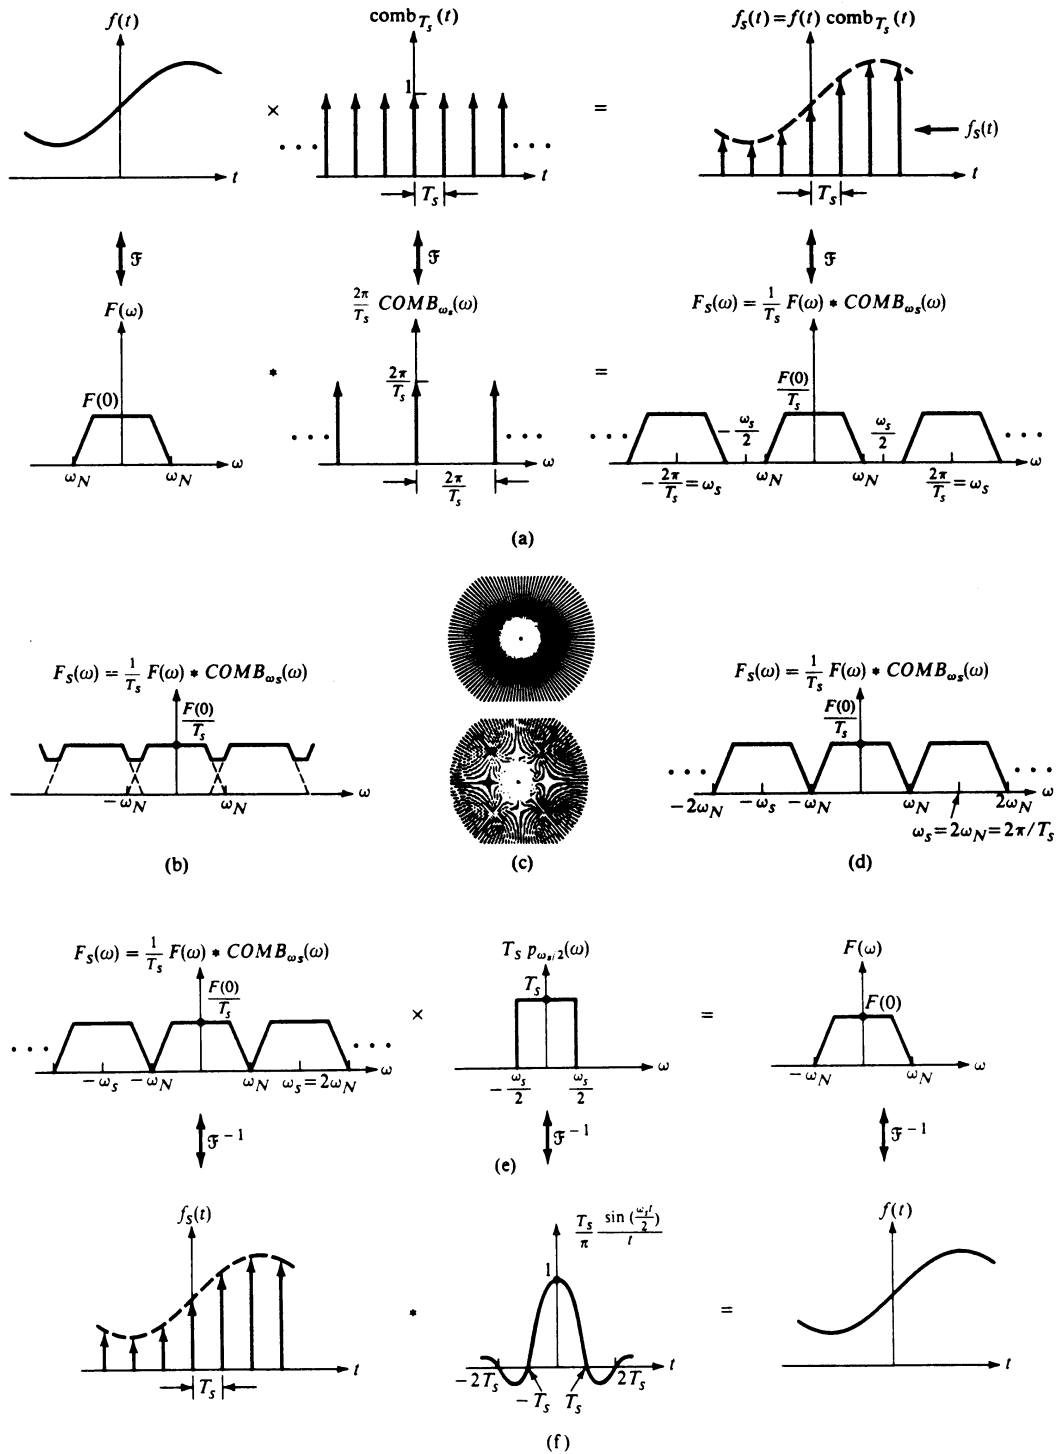 f(t)
comb_{T_s}(t)
f_s(t) = f(t) comb_{T_s}(t)
1
×
=
f_s(t)
• • •
• • •
t
T_s
t
T_s
t
𝔉
𝔉
𝔉
F(ω)
2π/T_s COMB_{ω_s}(ω)
F_S(ω) = 1/T_s F(ω) * COMB_{ω_s}(ω)
*
=
F(0)
2π/T_s
F(0)/T_s
-ω_s/2
ω_s/2
• • •
• • •
• • •
• • •
ω_N
ω_N
ω
2π/T_s
ω
-2π/T_s = ω_s
ω_N
ω_N
2π/T_s = ω_s
ω
(a)
F_S(ω) = 1/T_s F(ω) * COMB_{ω_s}(ω)
F(0)/T_s
-ω_N
ω_N
ω
(b)
(c)
F_S(ω) = 1/T_s F(ω) * COMB_{ω_s}(ω)
F(0)/T_s
• • •
• • •
-2ω_N
-ω_s
-ω_N
ω_N
2ω_N
ω
ω_s = 2ω_N = 2π/T_s
(d)
F_S(ω) = 1/T_s F(ω) * COMB_{ω_s}(ω)
T_s p_{ω_s/2}(ω)
F(ω)
F(0)/T_s
×
T_s
=
F(0)
• • •
• • •
-ω_s
-ω_N
ω_N
ω_s = 2ω_N
ω
-ω_s/2
ω_s/2
ω
-ω_N
ω_N
ω
𝔉⁻¹
𝔉⁻¹
𝔉⁻¹
(e)
f_s(t)
T_s/π sin(ω_s t/2)/t
f(t)
*
1
=
T_s
t
-2T_s
-T_s
T_s
2T_s
t
t
(f)